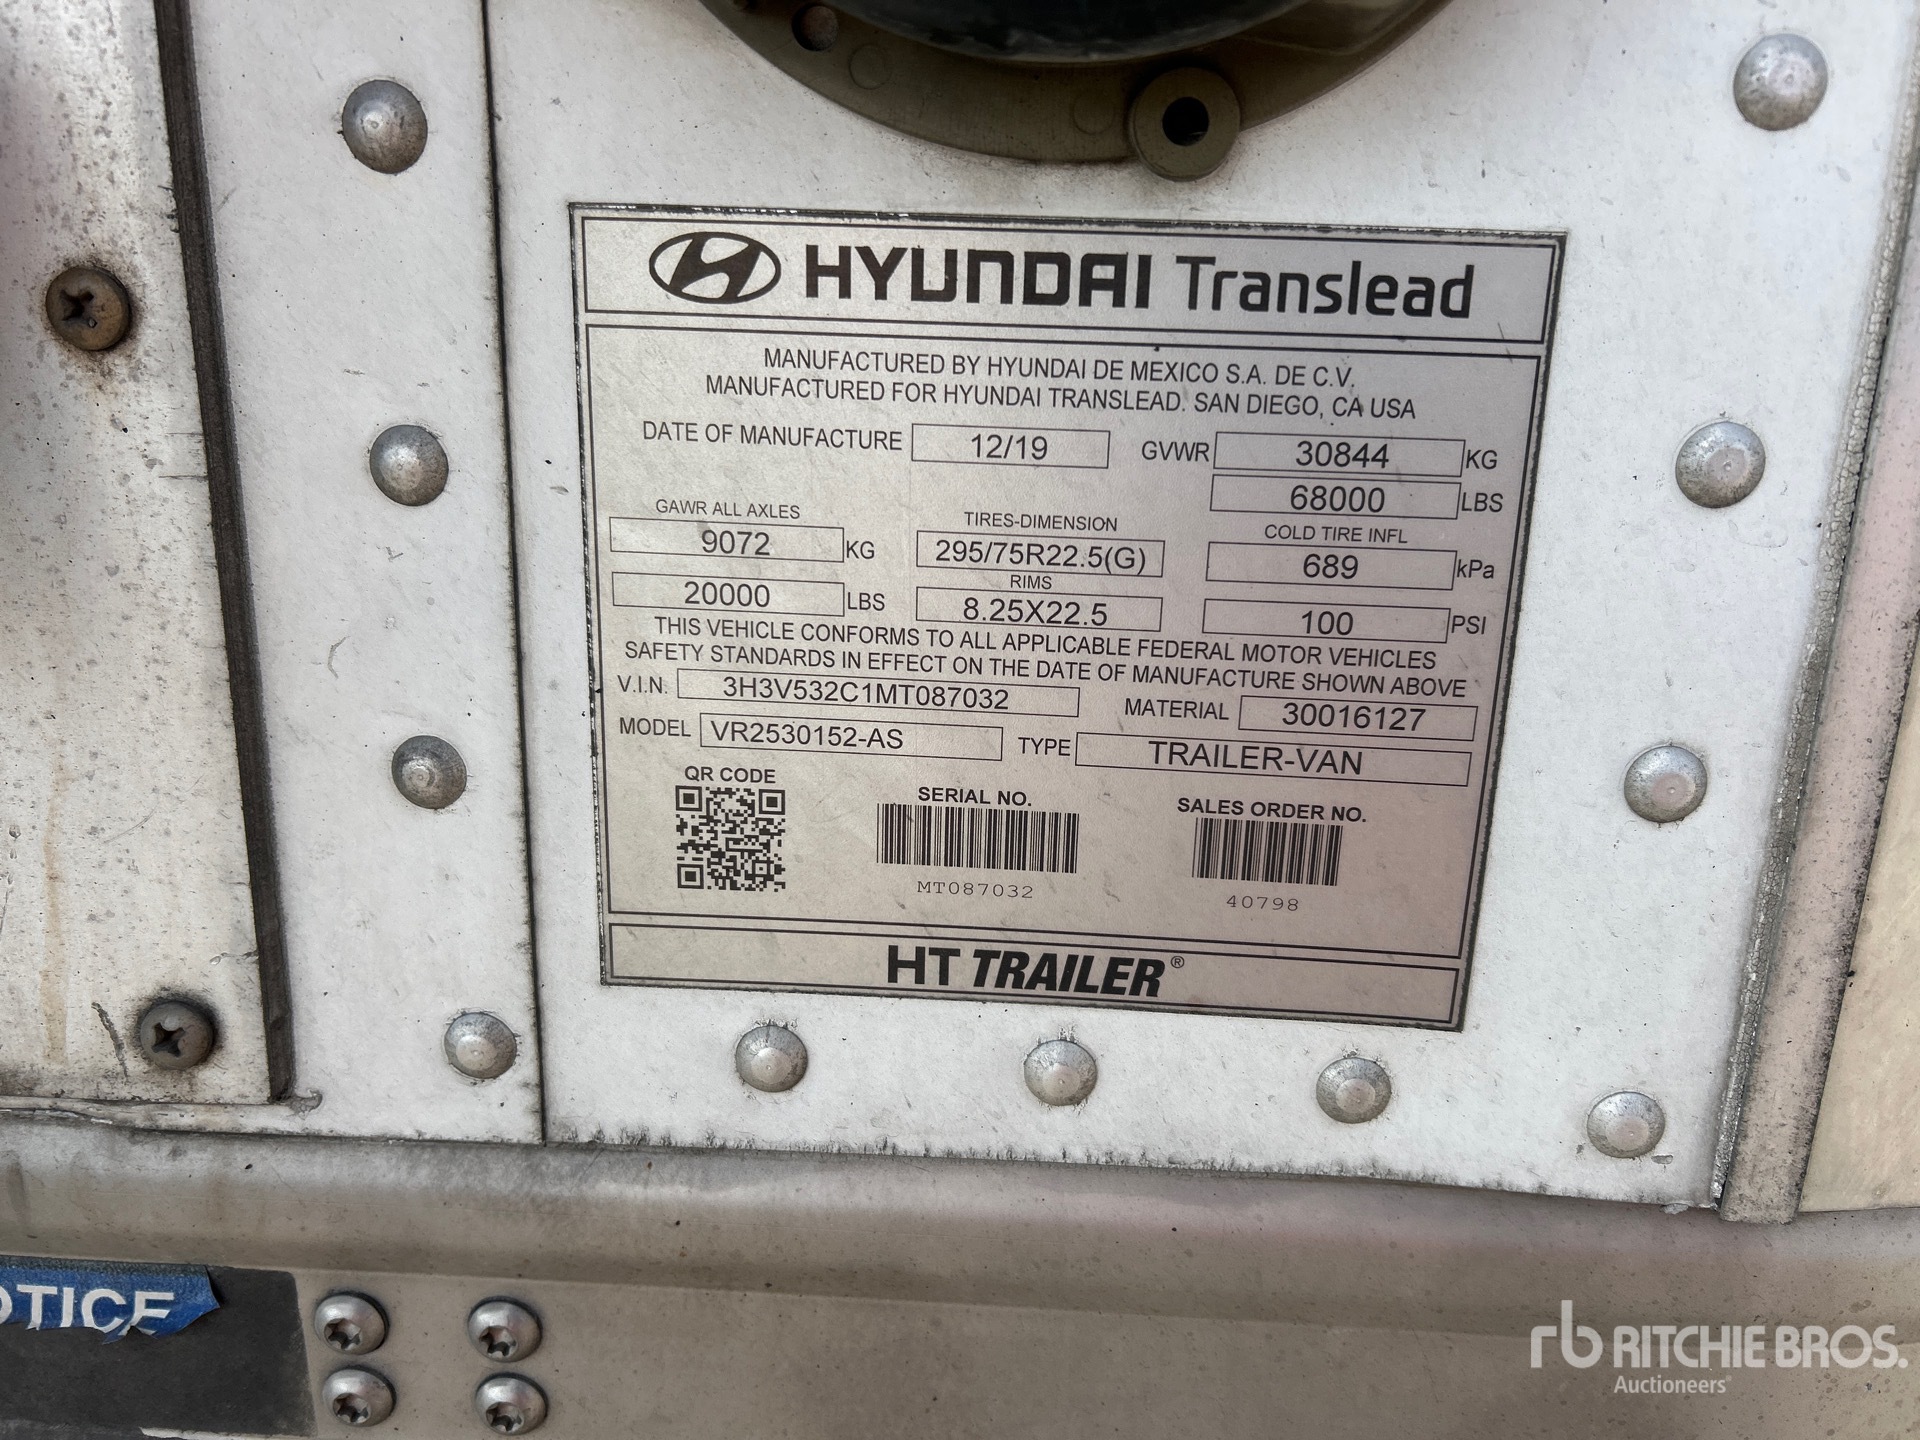 HYUNDAI Translead
MANUFACTURED BY HYUNDAI DE MEXICO S.A. DE C.V.
MANUFACTURED FOR HYUNDAI TRANSLEAD. SAN DIEGO, CA USA
DATE OF MANUFACTURE 12/19 GVWR 30844 KG
68000 LBS
GAWR ALL AXLES TIRES-DIMENSION COLD TIRE INFL
9072 KG 295/75R22.5(G) 689 kPa
RIMS
20000 LBS 8.25X22.5 100 PSI
THIS VEHICLE CONFORMS TO ALL APPLICABLE FEDERAL MOTOR VEHICLES
SAFETY STANDARDS IN EFFECT ON THE DATE OF MANUFACTURE SHOWN ABOVE
V.I.N. 3H3V532C1MT087032 MATERIAL 30016127
MODEL VR2530152-AS TYPE TRAILER-VAN
QR CODE SERIAL NO. SALES ORDER NO.
MT087032 40798
HT TRAILER®
OTICE
rb RITCHIE BROS.
Auctioneers